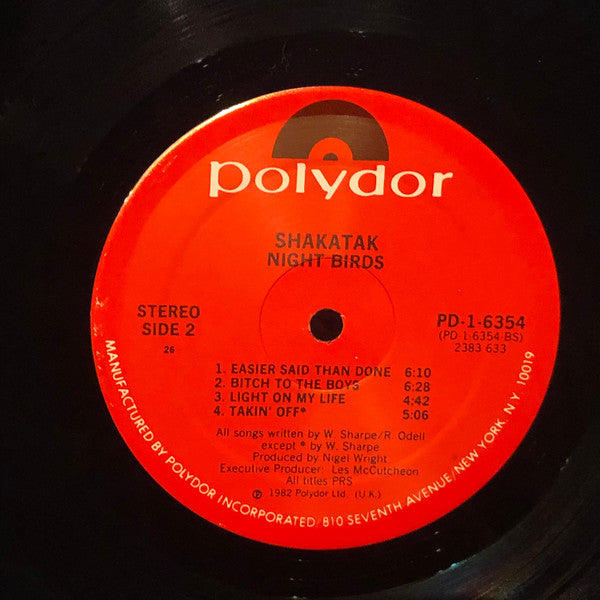 polydor
SHAKATAK
NIGHT BIRDS
STEREO
SIDE 2
26
PD-1-6354
(PD-1-6354-BS)
2383 633
1. EASIER SAID THAN DONE 6:10
2. BITCH TO THE BOYS 6:28
3. LIGHT ON MY LIFE 4:42
4. TAKIN' OFF* 5:06
All songs written by W. Sharpe/R. Odell
except * by W. Sharpe
Produced by Nigel Wright
Executive Producer: Les McCutcheon
All titles PRS
℗ 1982 Polydor Ltd. (U.K.)
MANUFACTURED BY POLYDOR INCORPORATED/810 SEVENTH AVENUE/NEW YORK, NY 10019